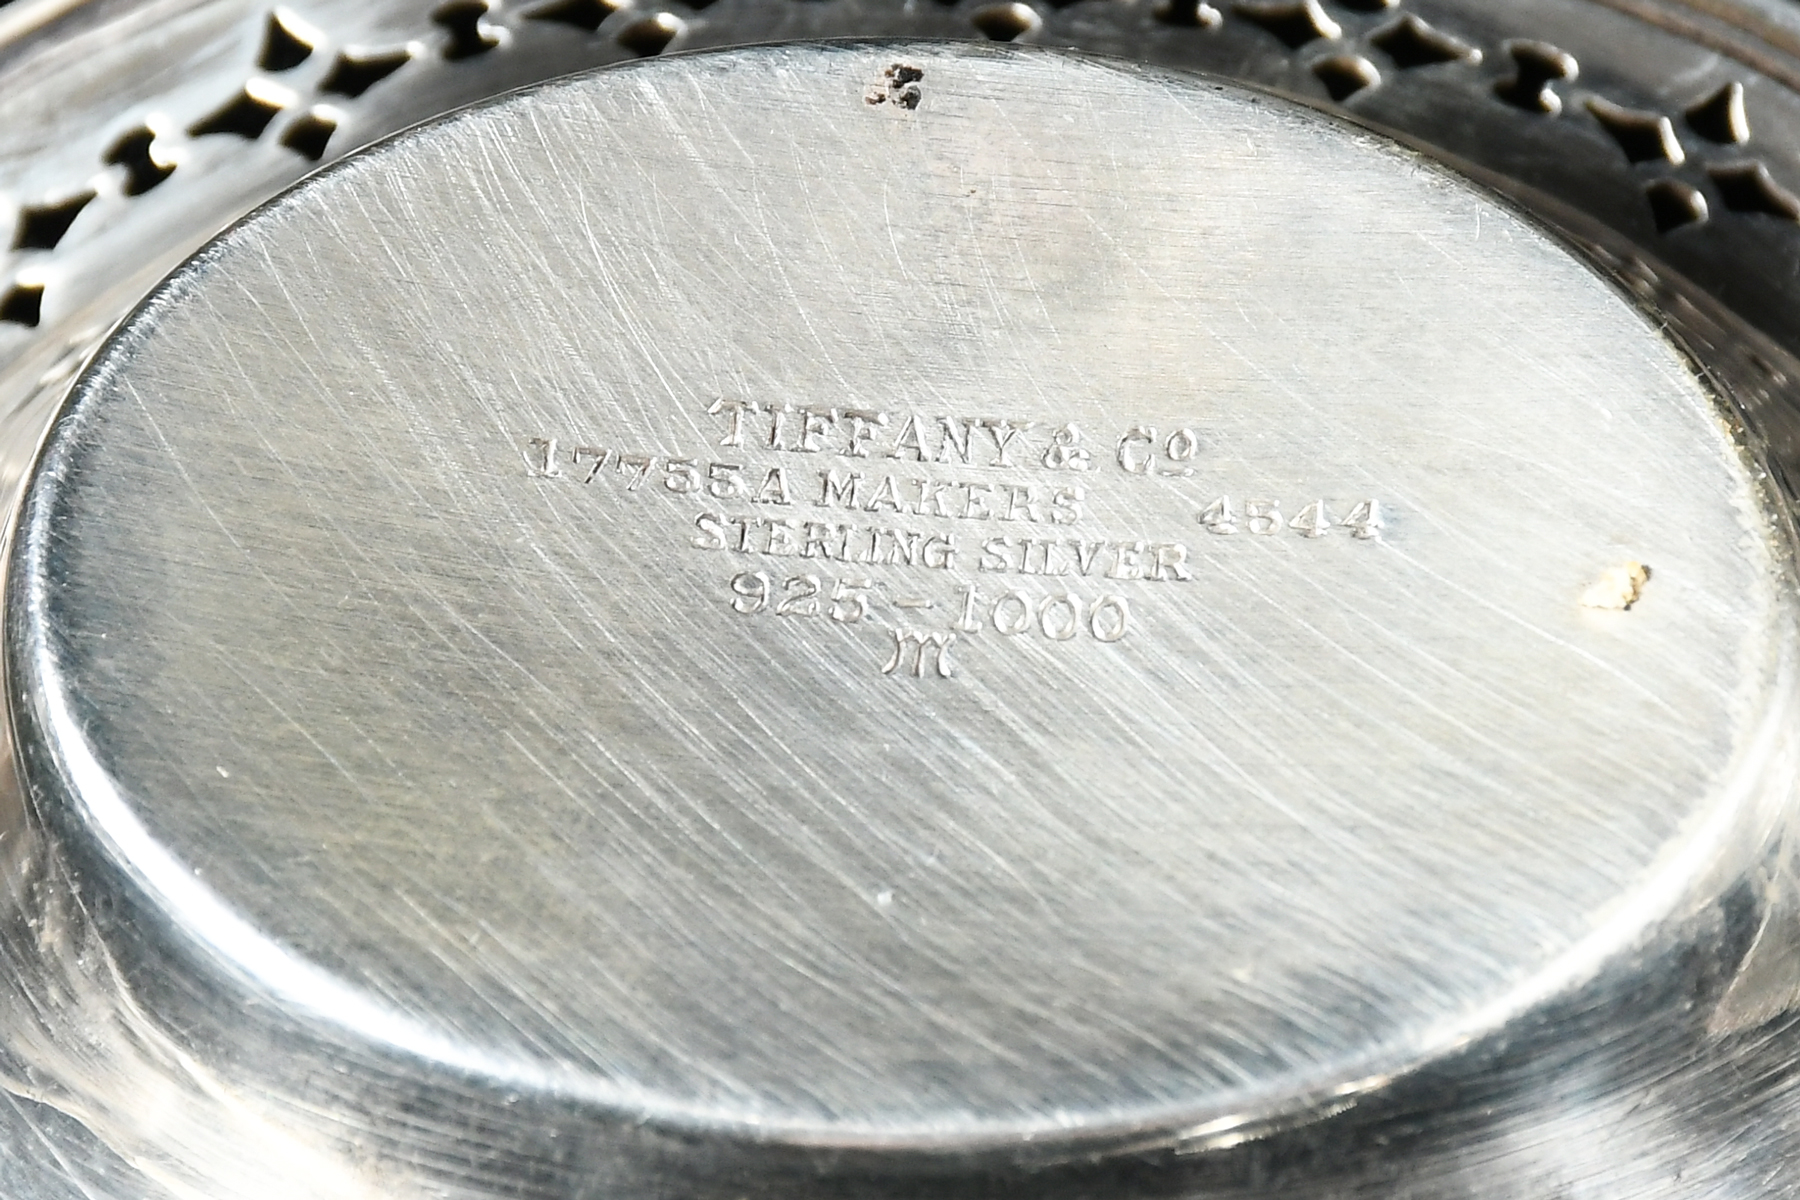 TIFFANY & Co
17755A MAKERS 4544
STERLING SILVER
925-1000
M